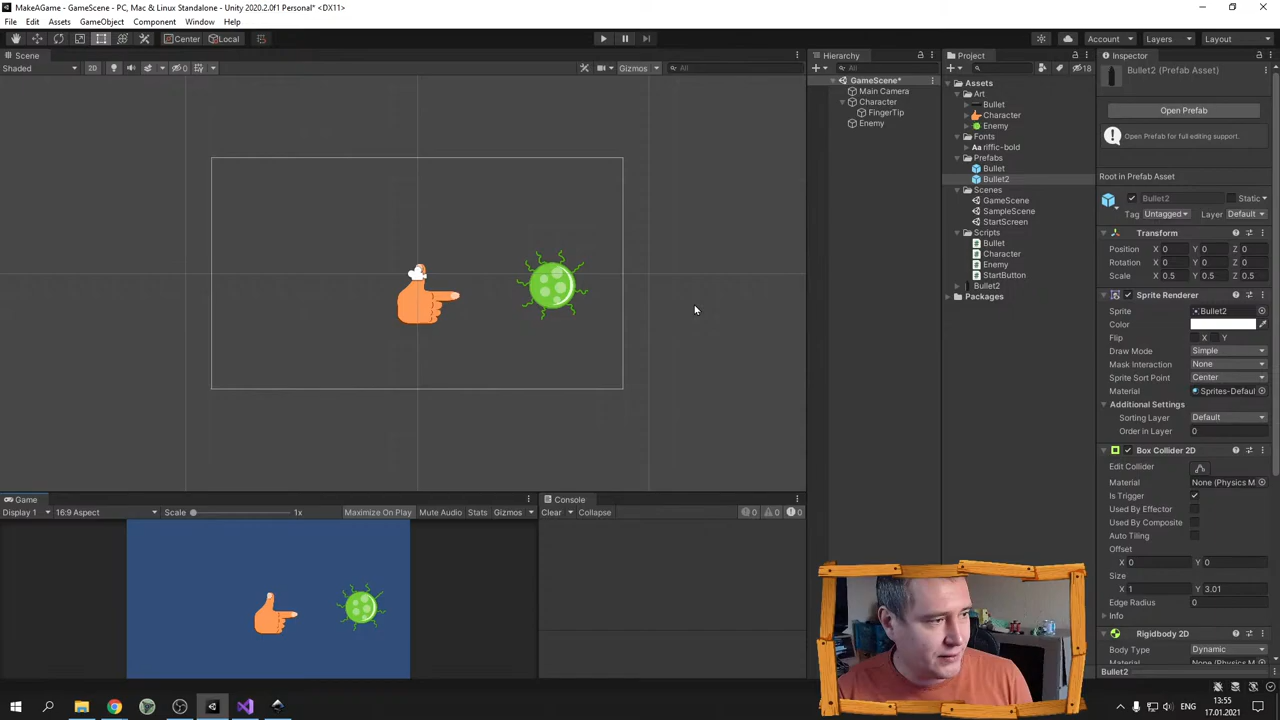 MakeAGame - GameScene - PC, Mac & Linux Standalone - Unity 2020.2.0f1 Personal* <DX11>
File Edit Assets GameObject Component Window Help
Center Local Account Layers Layout
Scene
Shaded 2D 0 Gizmos All
Hierarchy
All
GameScene*
Main Camera
Character
FingerTip
Enemy
Project
18
Assets
Art
Bullet
Character
Enemy
Fonts
Aa riffic-bold
Prefabs
Bullet
Bullet2
Scenes
GameScene
SampleScene
StartScreen
Scripts
Bullet
Character
Enemy
StartButton
Bullet2
Packages
Inspector
Bullet2 (Prefab Asset)
Open Prefab
Open Prefab for full editing support.
Root in Prefab Asset
Bullet2 Static
Tag Untagged Layer Default
Transform
Position X 0 Y 0 Z 0
Rotation X 0 Y 0 Z 0
Scale X 0.5 Y 0.5 Z 0.5
Sprite Renderer
Sprite Bullet2
Color
Flip X Y
Draw Mode Simple
Mask Interaction None
Sprite Sort Point Center
Material Sprites-Defaul
Additional Settings
Sorting Layer Default
Order in Layer 0
Box Collider 2D
Edit Collider
Material None (Physics M
Is Trigger
Used By Effector
Used By Composite
Auto Tiling
Offset
X 0 Y 0
Size
X 1 Y 3.01
Edge Radius 0
Info
Rigidbody 2D
Body Type Dynamic
Material None (Physics M
Bullet2
Game
Display 1 16:9 Aspect Scale 1x Maximize On Play Mute Audio Stats Gizmos
Console
Clear Collapse 0 0 0
ENG 13:55
17.01.2021